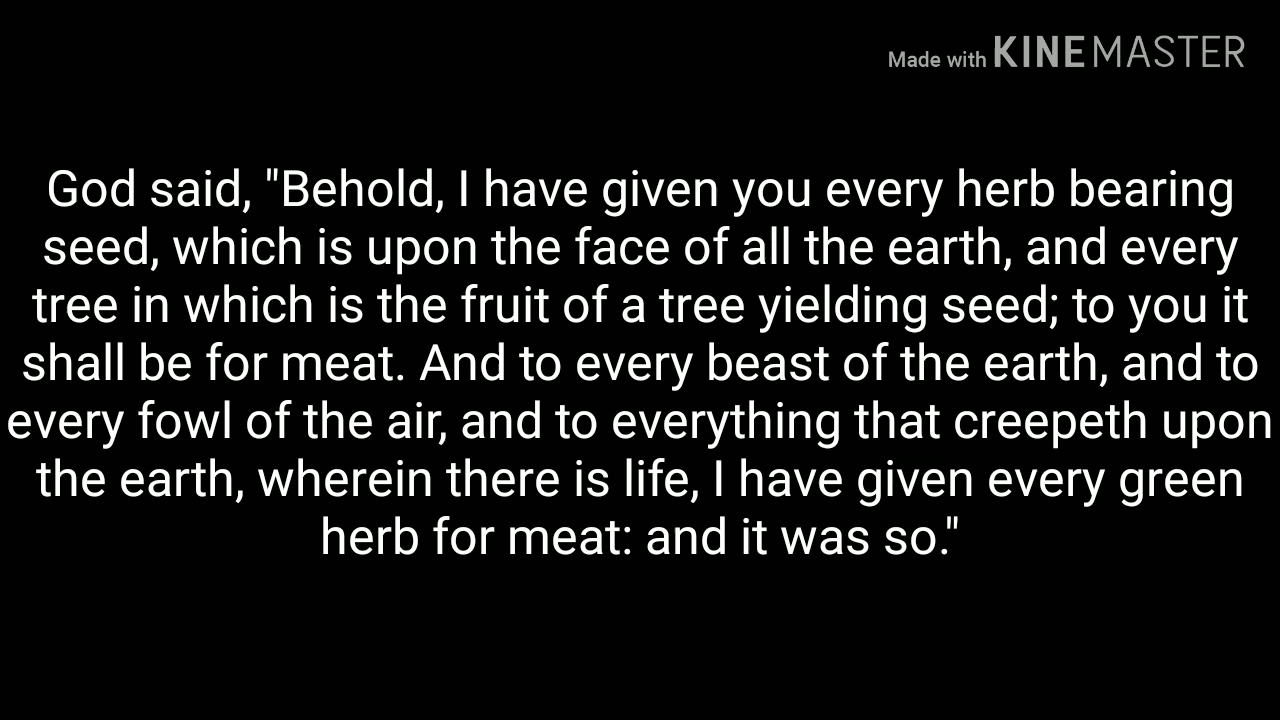 Made with KINEMASTER
God said, "Behold, I have given you every herb bearing
seed, which is upon the face of all the earth, and every
tree in which is the fruit of a tree yielding seed; to you it
shall be for meat. And to every beast of the earth, and to
every fowl of the air, and to everything that creepeth upon
the earth, wherein there is life, I have given every green
herb for meat: and it was so."